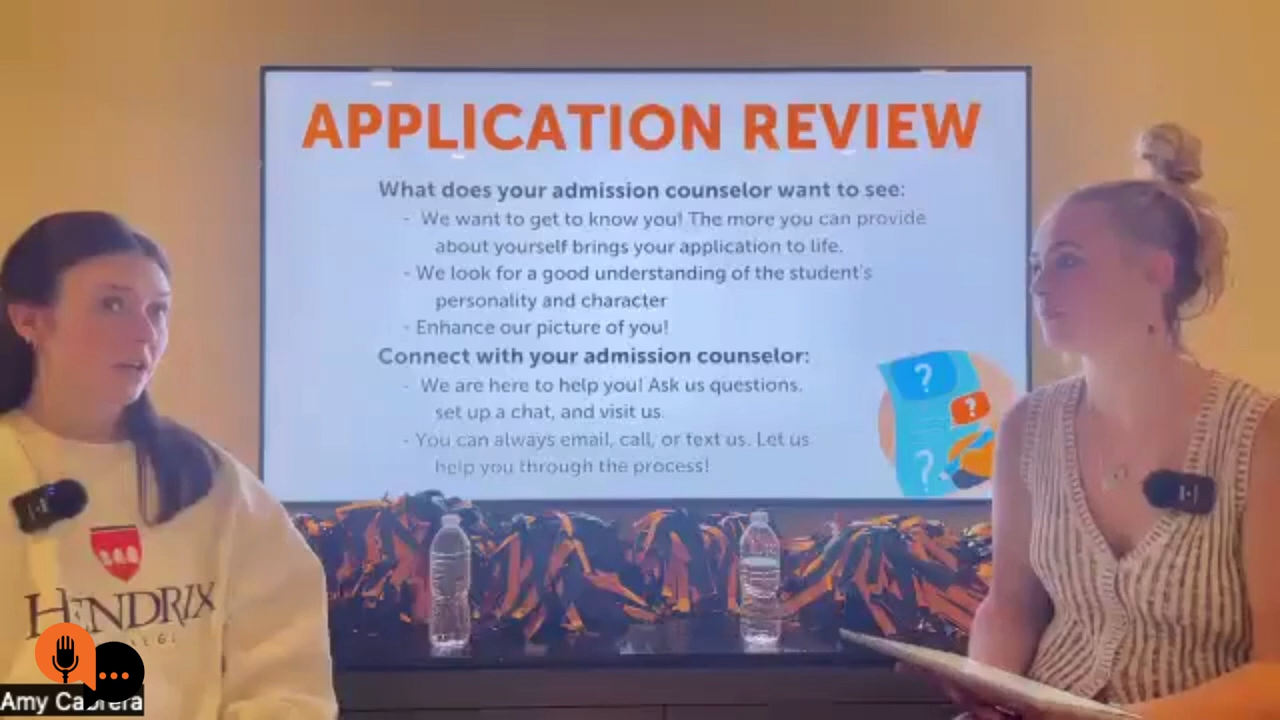 APPLICATION REVIEW
What does your admission counselor want to see:
- We want to get to know you! The more you can provide
about yourself brings your application to life.
- We look for a good understanding of the student's
personality and character
- Enhance our picture of you!
Connect with your admission counselor:
- We are here to help you! Ask us questions,
set up a chat, and visit us.
- You can always email, call, or text us. Let us
help you through the process!
? ? ?
HENDRIX
Amy Cabrera